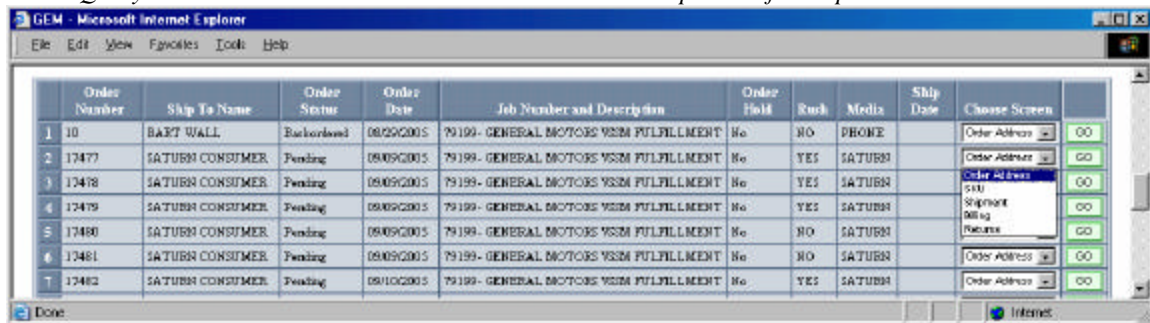 GEM - Microsoft Internet Explorer
File Edit View Favorites Tools Help
Order Number Ship To Name Order Status Order Date Job Number and Description Order Hold Rush Media Ship Date Choose Screen
1 10 BART WALL Backordered 08/29/2005 79199- GENERAL MOTORS VSSM FULFILLMENT No NO PHONE Order Address GO
2 17477 SATURN CONSUMER Pending 09/09/2005 79199- GENERAL MOTORS VSSM FULFILLMENT No YES SATURN Order Address GO
3 17478 SATURN CONSUMER Pending 09/09/2005 79199- GENERAL MOTORS VSSM FULFILLMENT No YES SATURN Order Address GO
SKU
4 17479 SATURN CONSUMER Pending 09/09/2005 79199- GENERAL MOTORS VSSM FULFILLMENT No YES SATURN Shipment GO
Billing
5 17480 SATURN CONSUMER Pending 09/09/2005 79199- GENERAL MOTORS VSSM FULFILLMENT No NO SATURN Returns GO
6 17481 SATURN CONSUMER Pending 09/09/2005 79199- GENERAL MOTORS VSSM FULFILLMENT No NO SATURN Order Address GO
7 17482 SATURN CONSUMER Pending 09/10/2005 79199- GENERAL MOTORS VSSM FULFILLMENT No YES SATURN Order Address GO
Done Internet